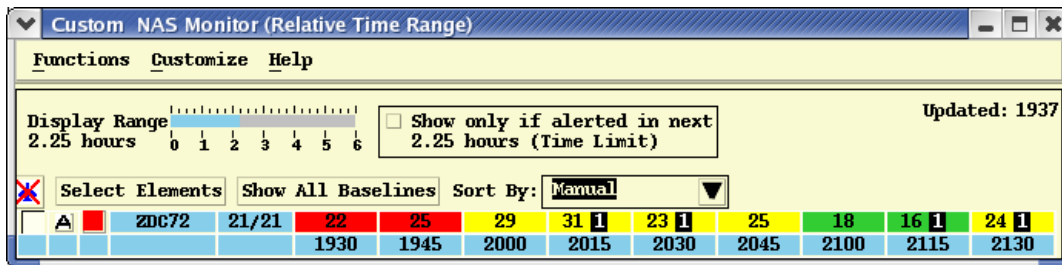 Custom NAS Monitor (Relative Time Range)
Functions Customize Help
Display Range
2.25 hours
0 1 2 3 4 5 6
Show only if alerted in next
2.25 hours (Time Limit)
Updated: 1937
Select Elements Show All Baselines Sort By: Manual
A ZDC72 21/21 22 25 29 31 1 23 1 25 18 16 1 24 1
1930 1945 2000 2015 2030 2045 2100 2115 2130